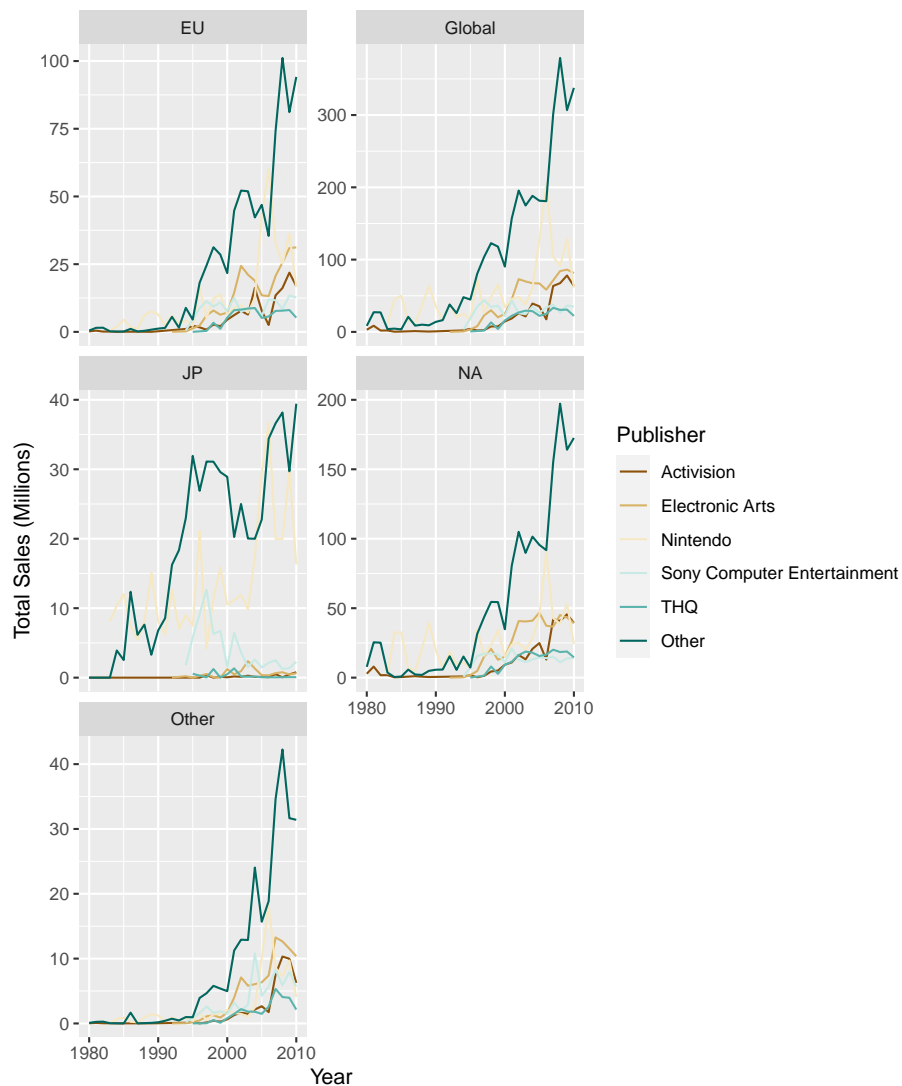 EU
Global
100
75
50
25
0
300
200
100
0
JP
NA
40
30
20
10
0
200
150
100
50
0
1980
1990
2000
2010
Other
40
30
20
10
0
1980
1990
2000
2010
Year
Total Sales (Millions)
Publisher
Activision
Electronic Arts
Nintendo
Sony Computer Entertainment
THQ
Other